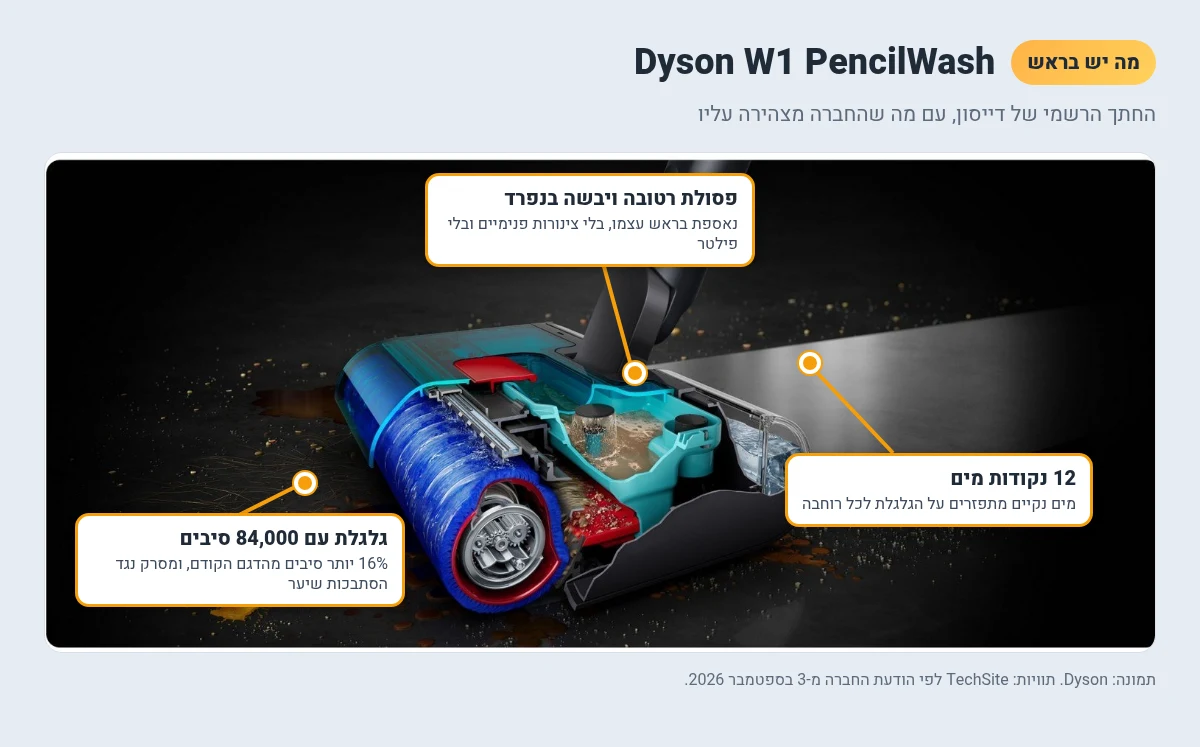 מה יש בראש
Dyson W1 PencilWash
החתך הרשמי של דייסון, עם מה שהחברה מצהירה עליו
פסולת רטובה ויבשה בנפרד
נאספת בראש עצמו, בלי צינורות פנימיים ובלי
פילטר
12 נקודות מים
מים נקיים מתפזרים על הגלגלת לכל רוחבה
גלגלת עם 84,000 סיבים
16% יותר סיבים מהדגם הקודם, ומסרק נגד
הסתבכות שיער
תמונה: Dyson. תוויות: TechSite לפי הודעת החברה מ-3 בספטמבר 2026.